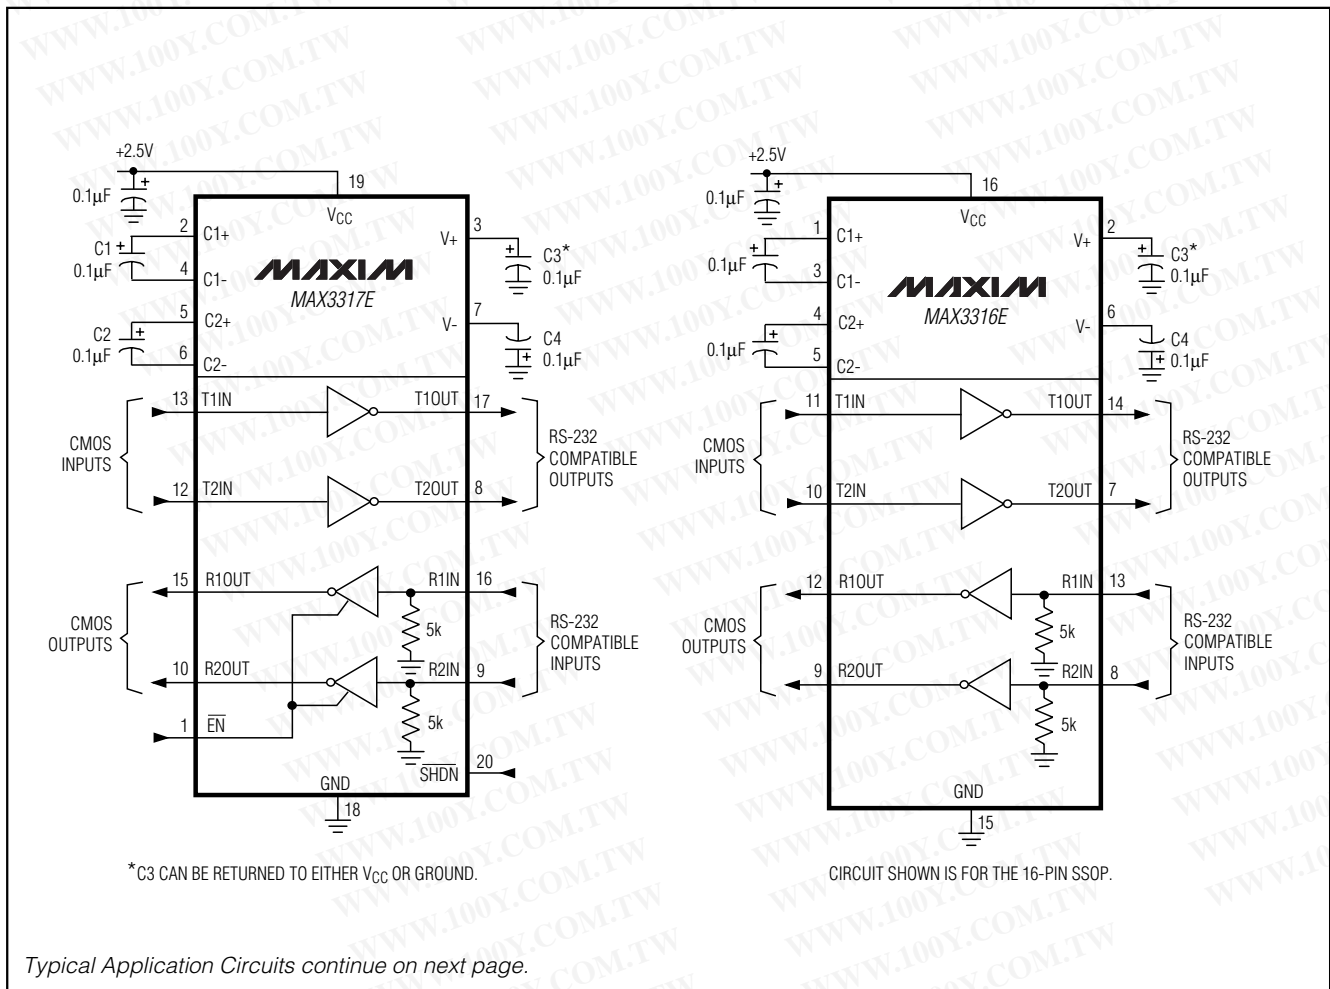 +2.5V
0.1µF
+
19
VCC
2
C1+
C1
+
0.1µF
4
C1-
5
C2+
C2
+
0.1µF
6
C2-
MAXIM
MAX3317E
3
V+
+
C3*
0.1µF
7
V-
C4
+
0.1µF
13
T1IN
T1OUT
17
CMOS
INPUTS
RS-232
COMPATIBLE
OUTPUTS
12
T2IN
T2OUT
8
15
R1OUT
R1IN
16
5k
CMOS
OUTPUTS
RS-232
COMPATIBLE
INPUTS
10
R2OUT
R2IN
9
5k
1
EN
SHDN
20
GND
18
*C3 CAN BE RETURNED TO EITHER VCC OR GROUND.
+2.5V
0.1µF
+
16
VCC
1
C1+
+
0.1µF
3
C1-
4
C2+
+
0.1µF
5
C2-
MAXIM
MAX3316E
2
V+
+
C3*
0.1µF
6
V-
C4
+
0.1µF
11
T1IN
T1OUT
14
CMOS
INPUTS
RS-232
COMPATIBLE
OUTPUTS
10
T2IN
T2OUT
7
12
R1OUT
R1IN
13
5k
CMOS
OUTPUTS
RS-232
COMPATIBLE
INPUTS
9
R2OUT
R2IN
8
5k
GND
15
CIRCUIT SHOWN IS FOR THE 16-PIN SSOP.
Typical Application Circuits continue on next page.
WWW.100Y.COM.TW